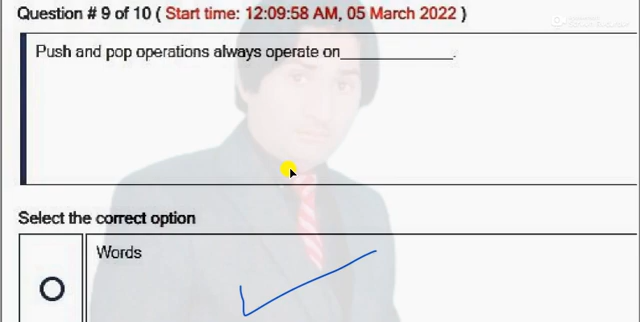 Question # 9 of 10 ( Start time: 12:09:58 AM, 05 March 2022 )
Push and pop operations always operate on_____________.
Select the correct option
Words